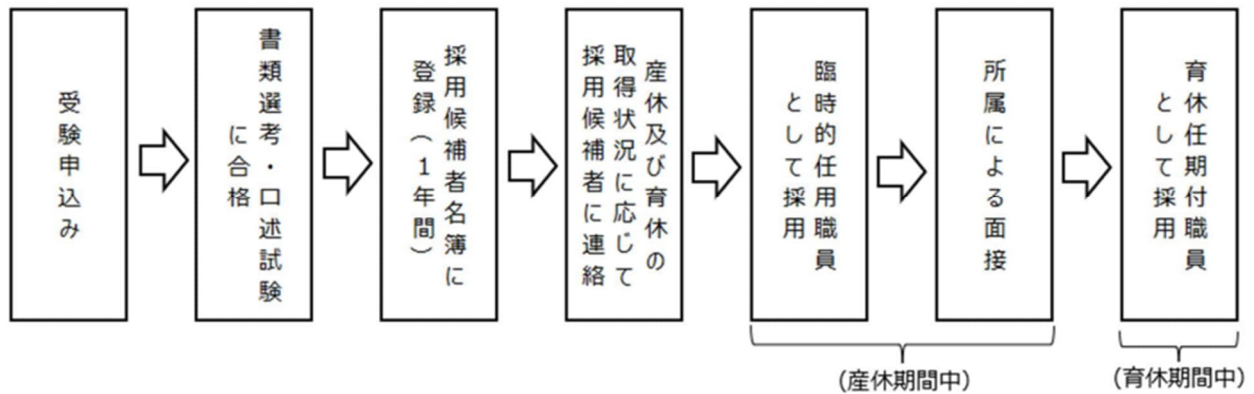 受験申込み
書類選考・口述試験
に合格
採用候補者名簿に
登録（１年間）
産休及び育休の
取得状況に応じて
採用候補者に連絡
臨時的任用職員
として採用
所属による面接
育休任期付職員
として採用
(産休期間中)
(育休期間中)